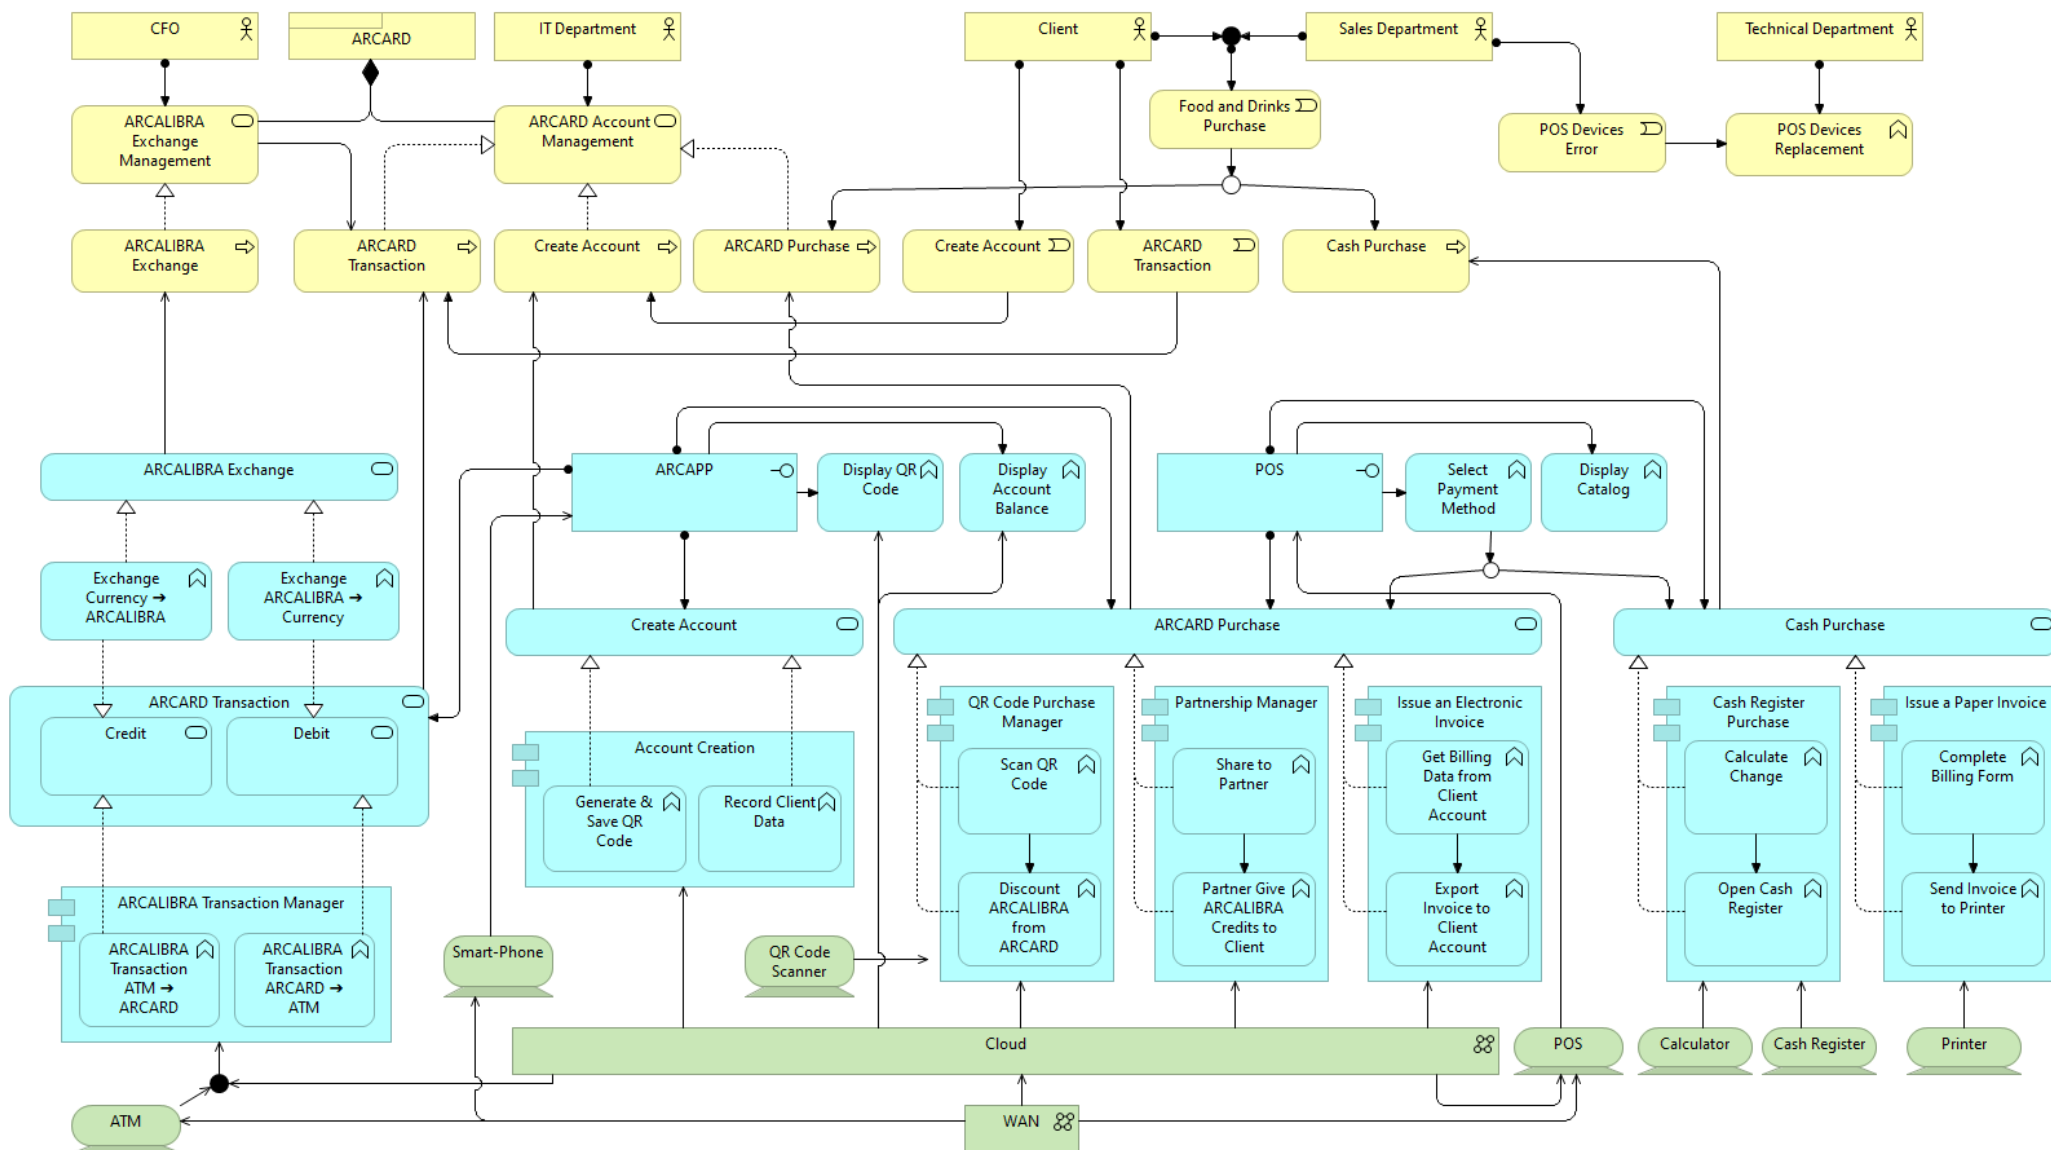 CFO
ARCARD
IT Department
Client
Sales Department
Technical Department
ARCALIBRA
Exchange
Management
ARCARD Account
Management
Food and Drinks
Purchase
POS Devices
Error
POS Devices
Replacement
ARCALIBRA
Exchange
ARCARD
Transaction
Create Account
ARCARD Purchase
Create Account
ARCARD
Transaction
Cash Purchase
ARCALIBRA Exchange
ARCAPP
Display QR
Code
Display
Account
Balance
POS
Select
Payment
Method
Display
Catalog
Exchange
Currency ➔
ARCALIBRA
Exchange
ARCALIBRA ➔
Currency
Create Account
ARCARD Purchase
Cash Purchase
ARCARD Transaction
Credit
Debit
Account Creation
Generate &
Save QR
Code
Record Client
Data
QR Code Purchase
Manager
Scan QR
Code
Discount
ARCALIBRA
from
ARCARD
Partnership Manager
Share to
Partner
Partner Give
ARCALIBRA
Credits to
Client
Issue an Electronic
Invoice
Get Billing
Data from
Client
Account
Export
Invoice to
Client
Account
Cash Register
Purchase
Calculate
Change
Open Cash
Register
Issue a Paper Invoice
Complete
Billing Form
Send Invoice
to Printer
ARCALIBRA Transaction Manager
ARCALIBRA
Transaction
ATM ➔
ARCARD
ARCALIBRA
Transaction
ARCARD ➔
ATM
Smart-Phone
QR Code
Scanner
Cloud
POS
Calculator
Cash Register
Printer
ATM
WAN